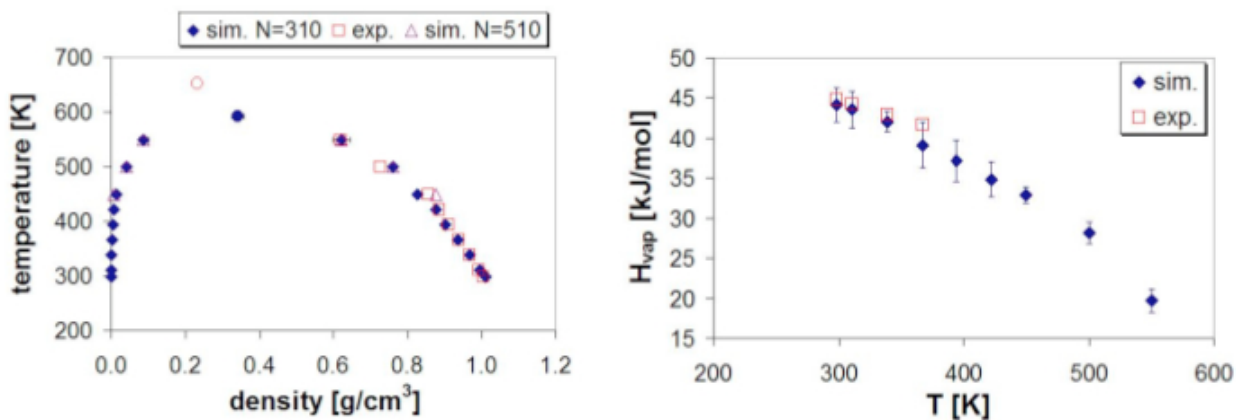 sim. N=310 exp. sim. N=510
700
600
500
400
300
200
0.0 0.2 0.4 0.6 0.8 1.0 1.2
temperature [K]
density [g/cm³]
50
45
40
35
30
25
20
15
200 300 400 500 600
Hvap [kJ/mol]
T [K]
sim.
exp.